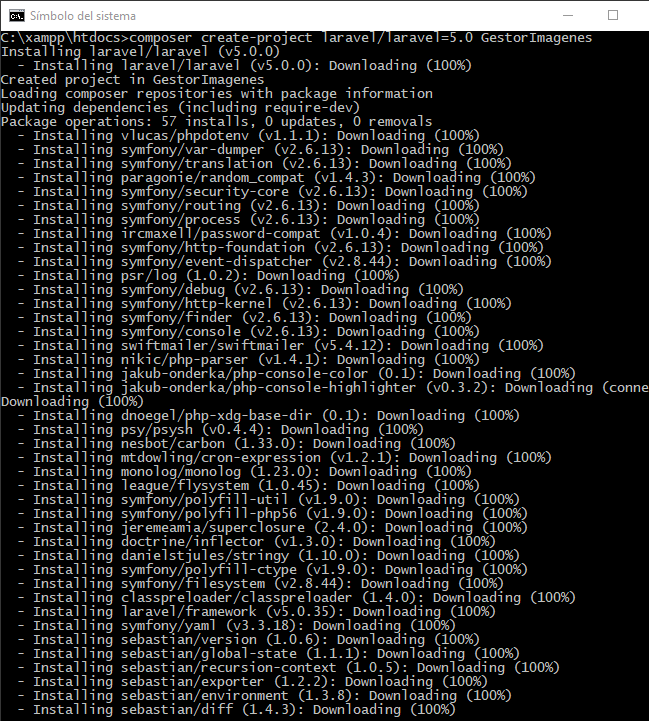 Símbolo del sistema
C:\xampp\htdocs>composer create-project laravel/laravel=5.0 GestorImagenes
Installing laravel/laravel (v5.0.0)
  - Installing laravel/laravel (v5.0.0): Downloading (100%)
Created project in GestorImagenes
Loading composer repositories with package information
Updating dependencies (including require-dev)
Package operations: 57 installs, 0 updates, 0 removals
  - Installing vlucas/phpdotenv (v1.1.1): Downloading (100%)
  - Installing symfony/var-dumper (v2.6.13): Downloading (100%)
  - Installing symfony/translation (v2.6.13): Downloading (100%)
  - Installing paragonie/random_compat (v1.4.3): Downloading (100%)
  - Installing symfony/security-core (v2.6.13): Downloading (100%)
  - Installing symfony/routing (v2.6.13): Downloading (100%)
  - Installing symfony/process (v2.6.13): Downloading (100%)
  - Installing ircmaxell/password-compat (v1.0.4): Downloading (100%)
  - Installing symfony/http-foundation (v2.6.13): Downloading (100%)
  - Installing symfony/event-dispatcher (v2.8.44): Downloading (100%)
  - Installing psr/log (1.0.2): Downloading (100%)
  - Installing symfony/debug (v2.6.13): Downloading (100%)
  - Installing symfony/http-kernel (v2.6.13): Downloading (100%)
  - Installing symfony/finder (v2.6.13): Downloading (100%)
  - Installing symfony/console (v2.6.13): Downloading (100%)
  - Installing swiftmailer/swiftmailer (v5.4.12): Downloading (100%)
  - Installing nikic/php-parser (v1.4.1): Downloading (100%)
  - Installing jakub-onderka/php-console-color (0.1): Downloading (100%)
  - Installing jakub-onderka/php-console-highlighter (v0.3.2): Downloading (conne
Downloading (100%)
  - Installing dnoegel/php-xdg-base-dir (0.1): Downloading (100%)
  - Installing psy/psysh (v0.4.4): Downloading (100%)
  - Installing nesbot/carbon (1.33.0): Downloading (100%)
  - Installing mtdowling/cron-expression (v1.2.1): Downloading (100%)
  - Installing monolog/monolog (1.23.0): Downloading (100%)
  - Installing league/flysystem (1.0.45): Downloading (100%)
  - Installing symfony/polyfill-util (v1.9.0): Downloading (100%)
  - Installing symfony/polyfill-php56 (v1.9.0): Downloading (100%)
  - Installing jeremeamia/superclosure (2.4.0): Downloading (100%)
  - Installing doctrine/inflector (v1.3.0): Downloading (100%)
  - Installing danielstjules/stringy (1.10.0): Downloading (100%)
  - Installing symfony/polyfill-ctype (v1.9.0): Downloading (100%)
  - Installing symfony/filesystem (v2.8.44): Downloading (100%)
  - Installing classpreloader/classpreloader (1.4.0): Downloading (100%)
  - Installing laravel/framework (v5.0.35): Downloading (100%)
  - Installing symfony/yaml (v3.3.18): Downloading (100%)
  - Installing sebastian/version (1.0.6): Downloading (100%)
  - Installing sebastian/global-state (1.1.1): Downloading (100%)
  - Installing sebastian/recursion-context (1.0.5): Downloading (100%)
  - Installing sebastian/exporter (1.2.2): Downloading (100%)
  - Installing sebastian/environment (1.3.8): Downloading (100%)
  - Installing sebastian/diff (1.4.3): Downloading (100%)